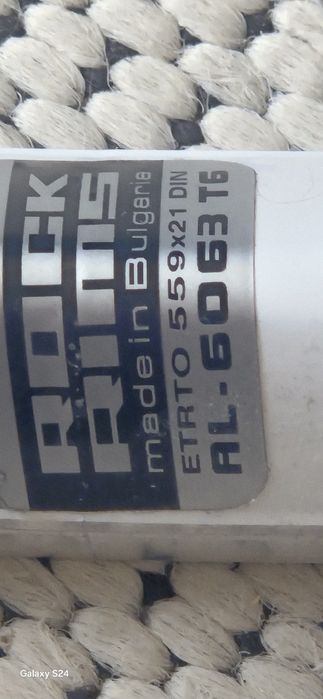 ROCK
RIMS
made in Bulgaria
ETRTO 559x21 DIN
AL-6063 T6
Galaxy S24